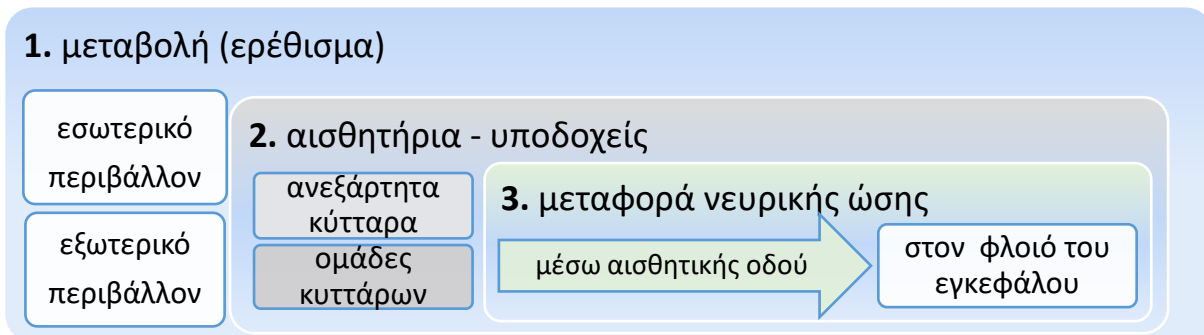 1. μεταβολή (ερέθισμα)
εσωτερικό
περιβάλλον
εξωτερικό
περιβάλλον
2. αισθητήρια - υποδοχείς
ανεξάρτητα
κύτταρα
ομάδες
κυττάρων
3. μεταφορά νευρικής ώσης
μέσω αισθητικής οδού
στον φλοιό του
εγκεφάλου